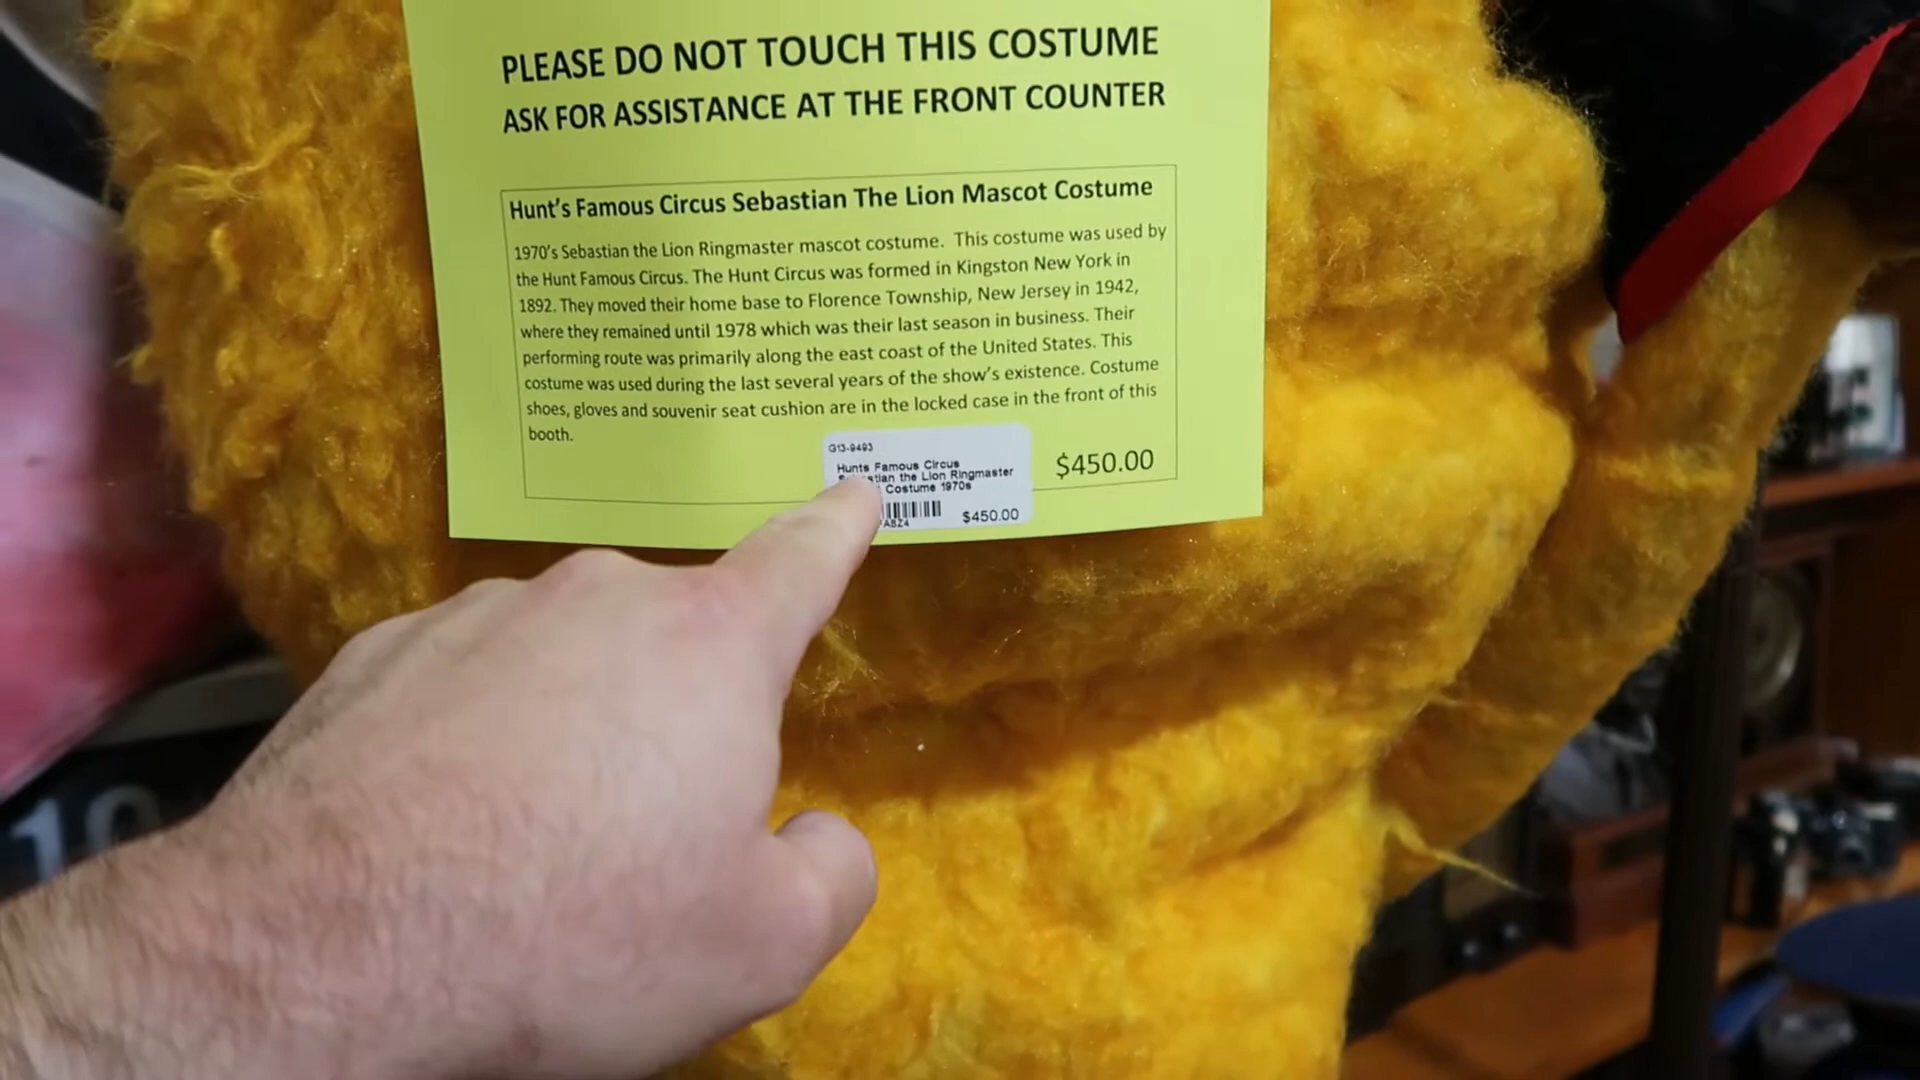 PLEASE DO NOT TOUCH THIS COSTUME
ASK FOR ASSISTANCE AT THE FRONT COUNTER
Hunt's Famous Circus Sebastian The Lion Mascot Costume
1970's Sebastian the Lion Ringmaster mascot costume. This costume was used by
the Hunt Famous Circus. The Hunt Circus was formed in Kingston New York in
1892. They moved their home base to Florence Township, New Jersey in 1942,
where they remained until 1978 which was their last season in business. Their
performing route was primarily along the east coast of the United States. This
costume was used during the last several years of the show's existence. Costume
shoes, gloves and souvenir seat cushion are in the locked case in the front of this
booth.
$450.00
G13-9493
Hunts Famous Circus
the Lion Ringmaster
Costume 1970s
$450.00